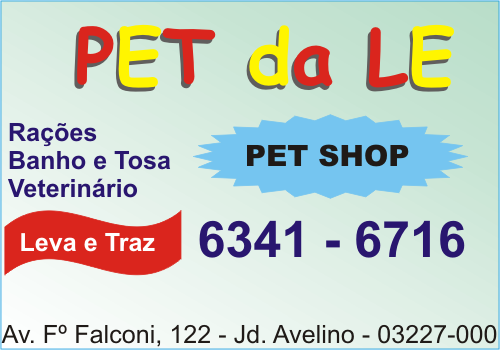 PET da LE
Rações
Banho e Tosa
Veterinário
PET SHOP
Leva e Traz
6341 - 6716
Av. Fº Falconi, 122 - Jd. Avelino - 03227-000